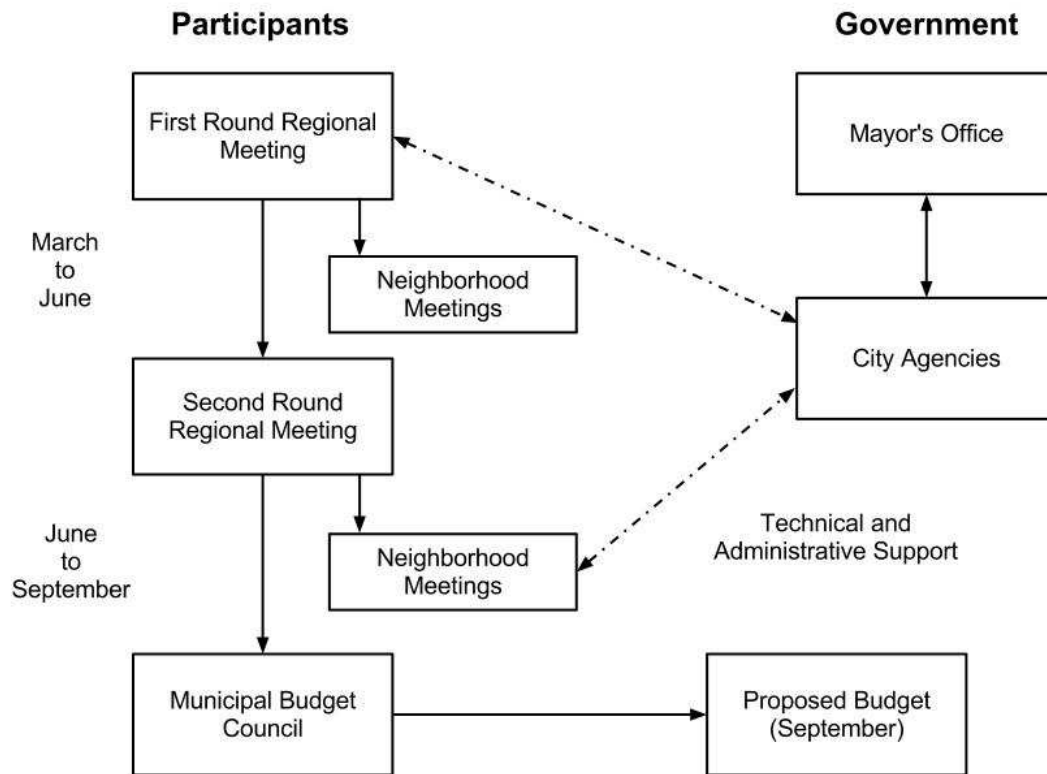 Participants
Government
First Round Regional
Meeting
Mayor's Office
March
to
June
Neighborhood
Meetings
City Agencies
Second Round
Regional Meeting
June
to
September
Neighborhood
Meetings
Technical and
Administrative Support
Municipal Budget
Council
Proposed Budget
(September)